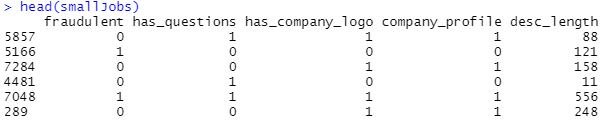 > head(smallJobs)
     fraudulent has_questions has_company_logo company_profile desc_length
5857          0             1                1               1          88
5166          1             0                0               0         121
7284          0             0                1               1         158
4481          0             1                0               0          11
7048          1             1                1               1         556
289           0             0                1               1         248